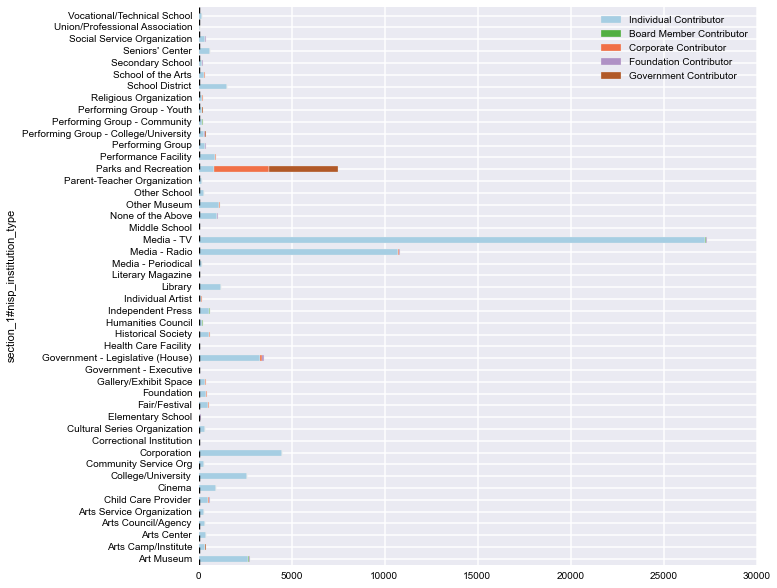 Vocational/Technical School
Union/Professional Association
Social Service Organization
Seniors' Center
Secondary School
School of the Arts
School District
Religious Organization
Performing Group - Youth
Performing Group - Community
Performing Group - College/University
Performing Group
Performance Facility
Parks and Recreation
Parent-Teacher Organization
Other School
Other Museum
None of the Above
Middle School
Media - TV
Media - Radio
Media - Periodical
Literary Magazine
Library
Individual Artist
Independent Press
Humanities Council
Historical Society
Health Care Facility
Government - Legislative (House)
Government - Executive
Gallery/Exhibit Space
Foundation
Fair/Festival
Elementary School
Cultural Series Organization
Correctional Institution
Corporation
Community Service Org
College/University
Cinema
Child Care Provider
Arts Service Organization
Arts Council/Agency
Arts Center
Arts Camp/Institute
Art Museum
section_1#nisp_institution_type
0 5000 10000 15000 20000 25000 30000
Individual Contributor
Board Member Contributor
Corporate Contributor
Foundation Contributor
Government Contributor